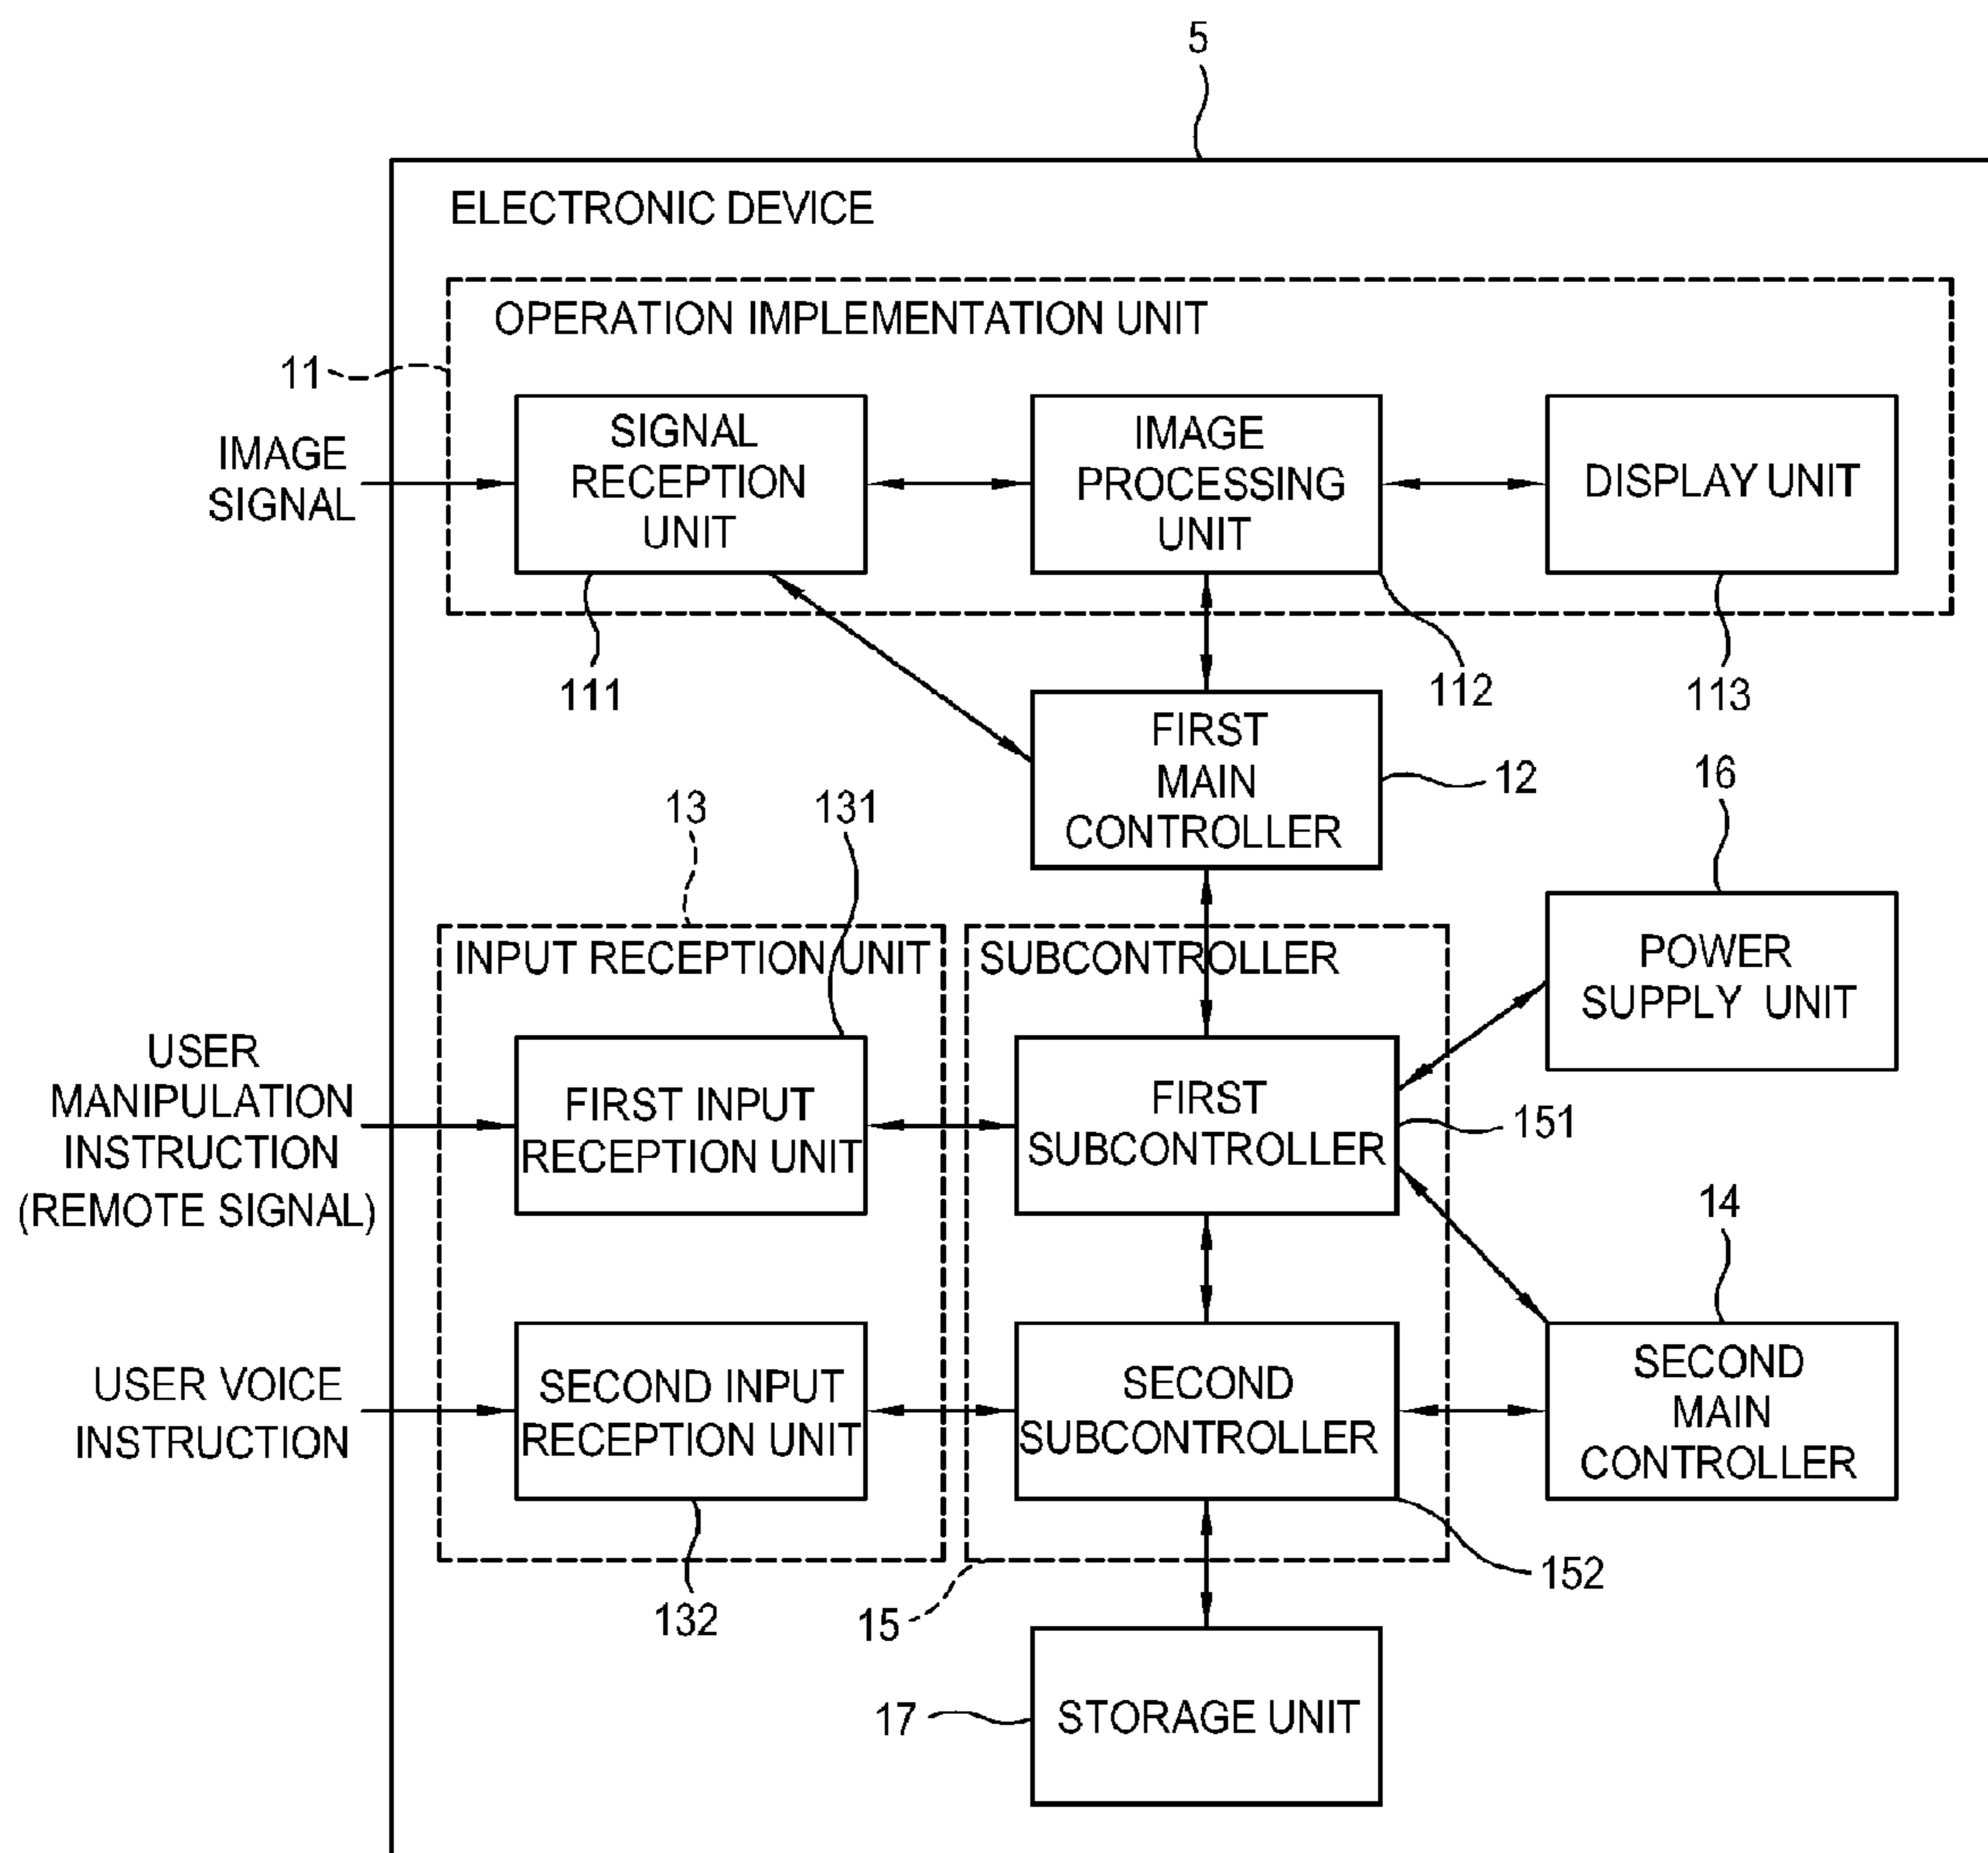 5
ELECTRONIC DEVICE
OPERATION IMPLEMENTATION UNIT
11
IMAGE
SIGNAL
SIGNAL
RECEPTION
UNIT
IMAGE
PROCESSING
UNIT
DISPLAY UNIT
111
112
113
FIRST
MAIN
CONTROLLER
12
16
13
131
INPUT RECEPTION UNIT
SUBCONTROLLER
POWER
SUPPLY UNIT
USER
MANIPULATION
INSTRUCTION
(REMOTE SIGNAL)
FIRST INPUT
RECEPTION UNIT
FIRST
SUBCONTROLLER
151
14
USER VOICE
INSTRUCTION
SECOND INPUT
RECEPTION UNIT
SECOND
SUBCONTROLLER
SECOND
MAIN
CONTROLLER
132
15
152
17
STORAGE UNIT